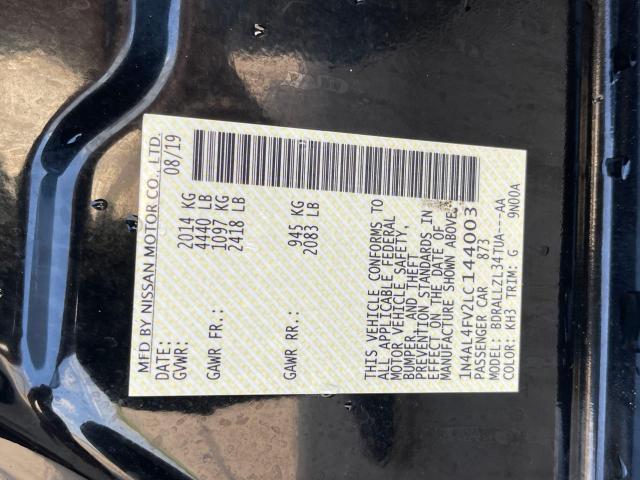 MFD BY NISSAN MOTOR CO., LTD.
DATE: 08/19
GVWR: 2014 KG
4440 LB
GAWR FR: 1097 KG
2418 LB
GAWR RR: 945 KG
2083 LB
THIS VEHICLE CONFORMS TO
ALL APPLICABLE FEDERAL
MOTOR VEHICLE SAFETY,
BUMPER, AND THEFT
PREVENTION STANDARDS IN
EFFECT ON THE DATE OF
MANUFACTURE SHOWN ABOVE.
1N4AL4FV2LC144003
PASSENGER CAR 873
MODEL: BDRALLZL34TUA---AA
COLOR: KH3 TRIM: G 9N00A